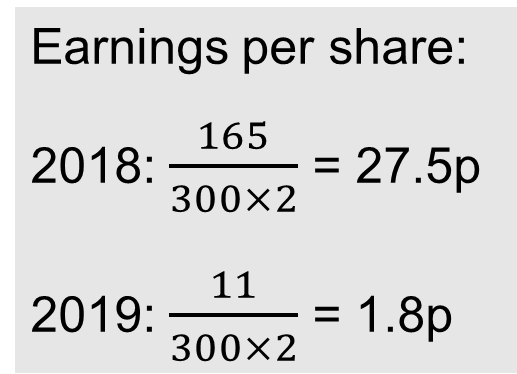 Earnings per share:
2018: 165/300×2 = 27.5p
2019: 11/300×2 = 1.8p